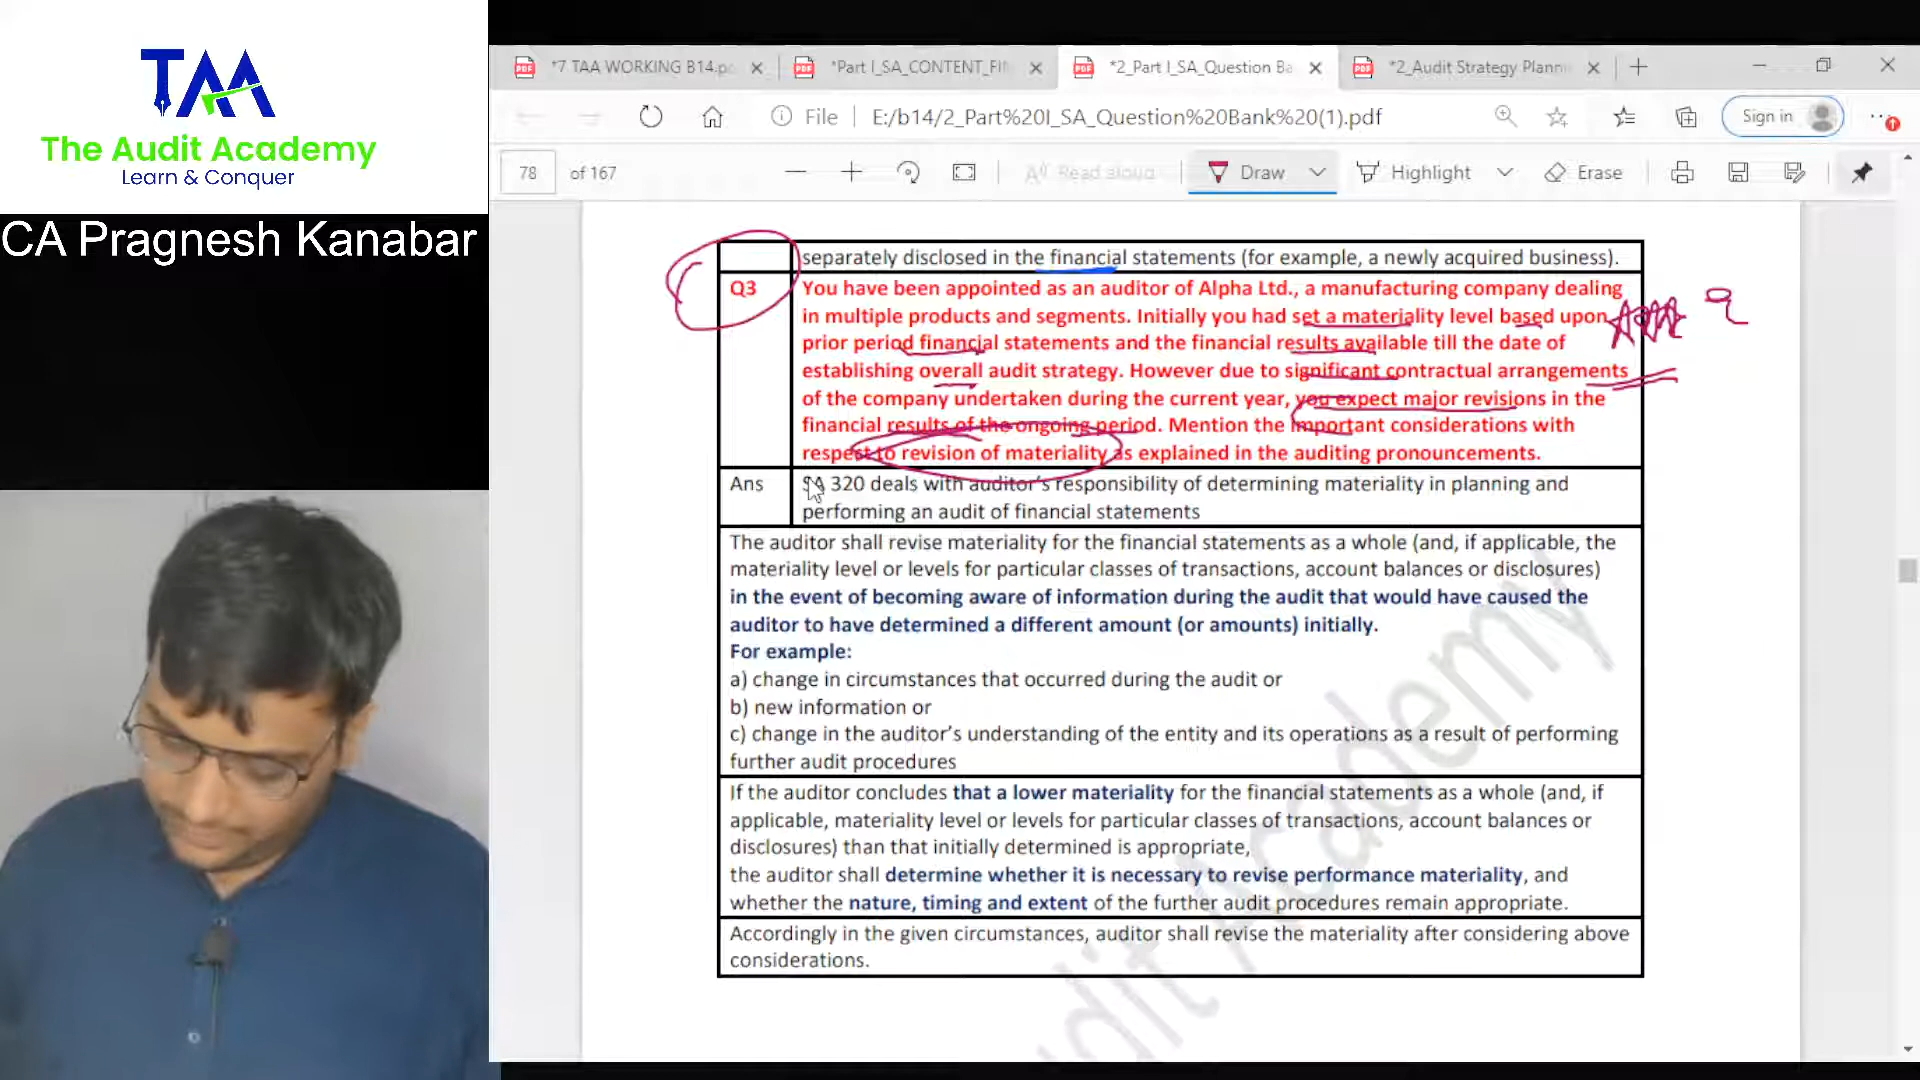 TAA
The Audit Academy
Learn & Conquer
CA Pragnesh Kanabar
*7 TAA WORKING B14.pd
*Part I_SA_CONTENT_FI
*2_Part I_SA_Question Ba
*2_Audit Strategy Plann
File
E:/b14/2_Part%20I_SA_Question%20Bank%20(1).pdf
Sign in
78 of 167
Read aloud
Draw
Highlight
Erase
separately disclosed in the financial statements (for example, a newly acquired business).
Q3 You have been appointed as an auditor of Alpha Ltd., a manufacturing company dealing
in multiple products and segments. Initially you had set a materiality level based upon
prior period financial statements and the financial results available till the date of
establishing overall audit strategy. However due to significant contractual arrangements
of the company undertaken during the current year, you expect major revisions in the
financial results of the ongoing period. Mention the important considerations with
respect to revision of materiality as explained in the auditing pronouncements.
Ans SA 320 deals with auditor's responsibility of determining materiality in planning and
performing an audit of financial statements
The auditor shall revise materiality for the financial statements as a whole (and, if applicable, the
materiality level or levels for particular classes of transactions, account balances or disclosures)
in the event of becoming aware of information during the audit that would have caused the
auditor to have determined a different amount (or amounts) initially.
For example:
a) change in circumstances that occurred during the audit or
b) new information or
c) change in the auditor's understanding of the entity and its operations as a result of performing
further audit procedures
If the auditor concludes that a lower materiality for the financial statements as a whole (and, if
applicable, materiality level or levels for particular classes of transactions, account balances or
disclosures) than that initially determined is appropriate,
the auditor shall determine whether it is necessary to revise performance materiality, and
whether the nature, timing and extent of the further audit procedures remain appropriate.
Accordingly in the given circumstances, auditor shall revise the materiality after considering above
considerations.
dit Academy